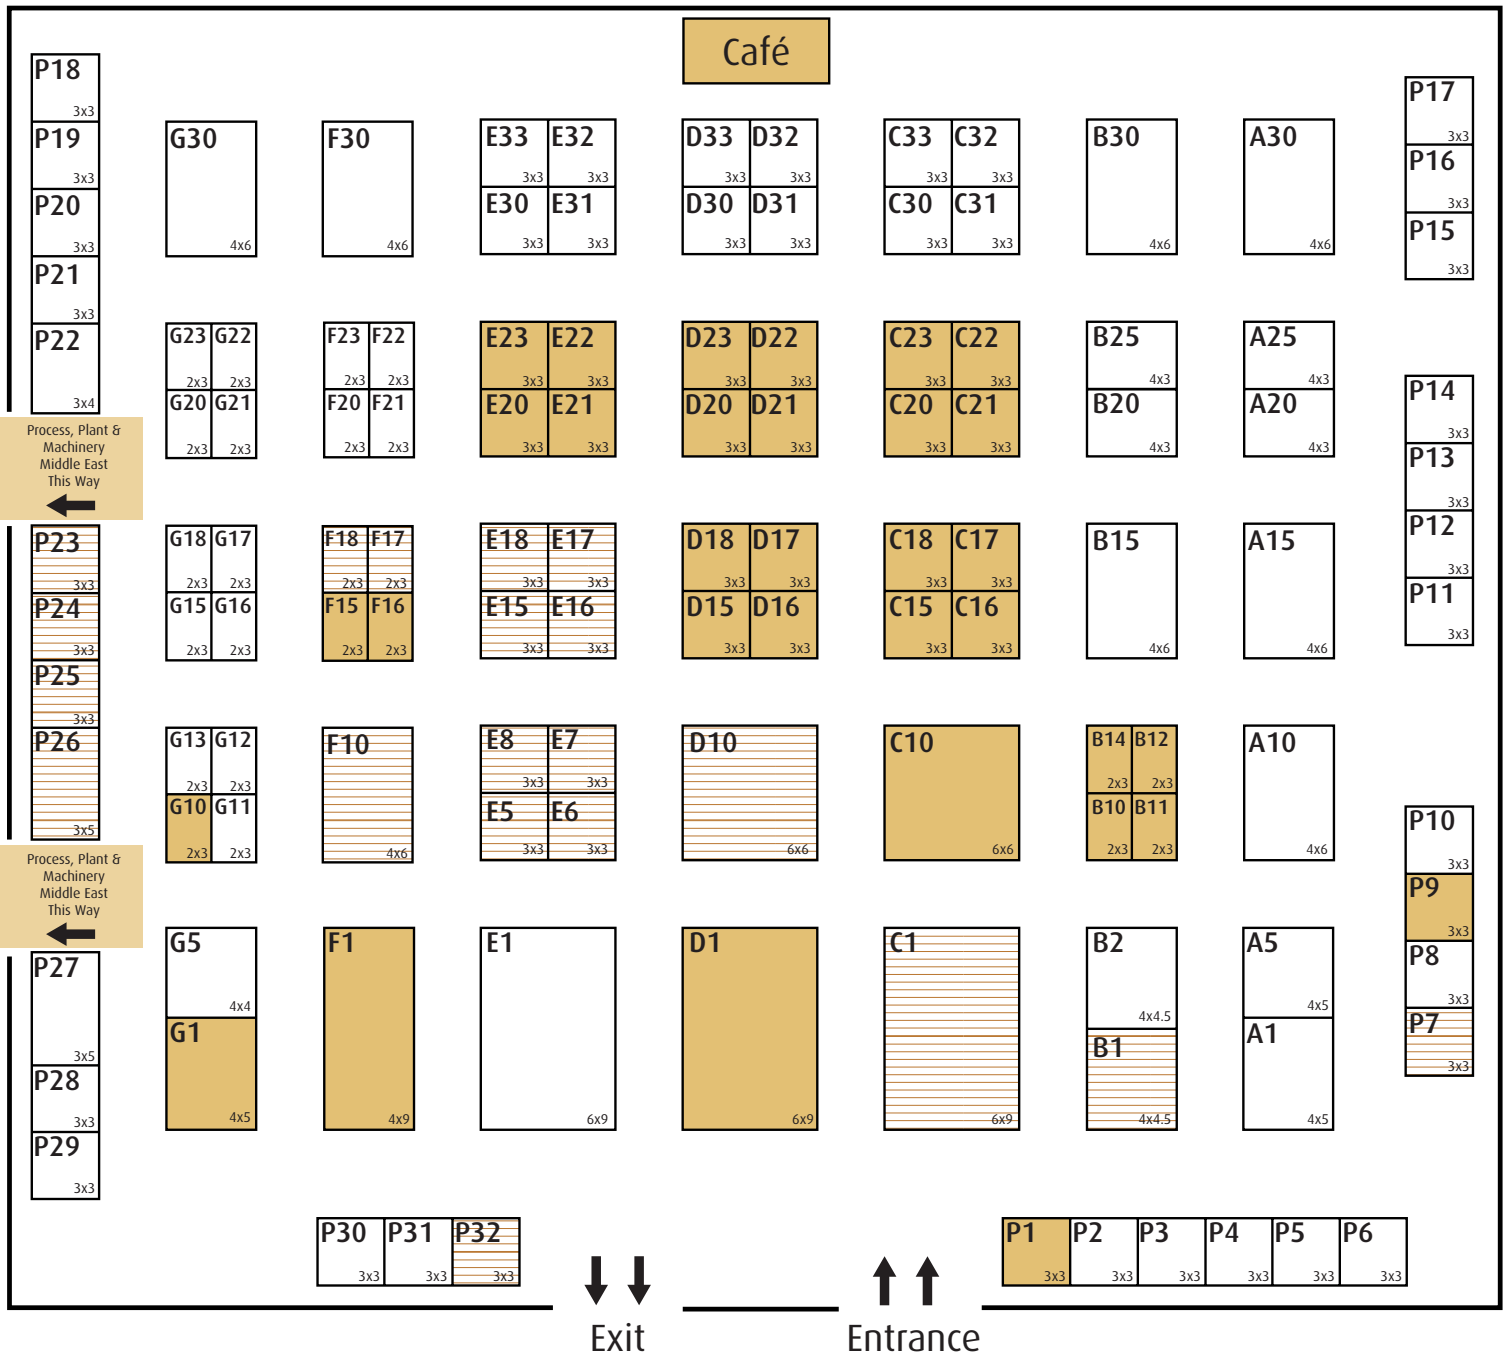 Café
P18
3x3
P19
3x3
P20
3x3
P21
3x3
P22
3x4
Process, Plant &
Machinery
Middle East
This Way
P23
3x3
P24
3x3
P25
3x3
P26
3x5
Process, Plant &
Machinery
Middle East
This Way
P27
3x5
P28
3x3
P29
3x3
G30
4x6
F30
4x6
E33 E32
3x3 3x3
E30 E31
3x3 3x3
D33 D32
3x3 3x3
D30 D31
3x3 3x3
C33 C32
3x3 3x3
C30 C31
3x3 3x3
B30
4x6
A30
4x6
P17
3x3
P16
3x3
P15
3x3
G23 G22
2x3 2x3
G20 G21
2x3 2x3
F23 F22
2x3 2x3
F20 F21
2x3 2x3
E23 E22
3x3 3x3
E20 E21
3x3 3x3
D23 D22
3x3 3x3
D20 D21
3x3 3x3
C23 C22
3x3 3x3
C20 C21
3x3 3x3
B25
4x3
B20
4x3
A25
4x3
A20
4x3
P14
3x3
P13
3x3
P12
3x3
P11
3x3
G18 G17
2x3 2x3
G15 G16
2x3 2x3
F18 F17
2x3 2x3
F15 F16
2x3 2x3
E18 E17
3x3 3x3
E15 E16
3x3 3x3
D18 D17
3x3 3x3
D15 D16
3x3 3x3
C18 C17
3x3 3x3
C15 C16
3x3 3x3
B15
4x6
A15
4x6
G13 G12
2x3 2x3
G10 G11
2x3 2x3
F10
4x6
E8 E7
3x3 3x3
E5 E6
3x3 3x3
D10
6x6
C10
6x6
B14 B12
2x3 2x3
B10 B11
2x3 2x3
A10
4x6
P10
3x3
P9
3x3
P8
3x3
P7
3x3
G5
4x4
G1
4x5
F1
4x9
E1
6x9
D1
6x9
C1
6x9
B2
4x4.5
B1
4x4.5
A5
4x5
A1
4x5
P30 P31 P32
3x3 3x3 3x3
P1 P2 P3 P4 P5 P6
3x3 3x3 3x3 3x3 3x3 3x3
Exit
Entrance